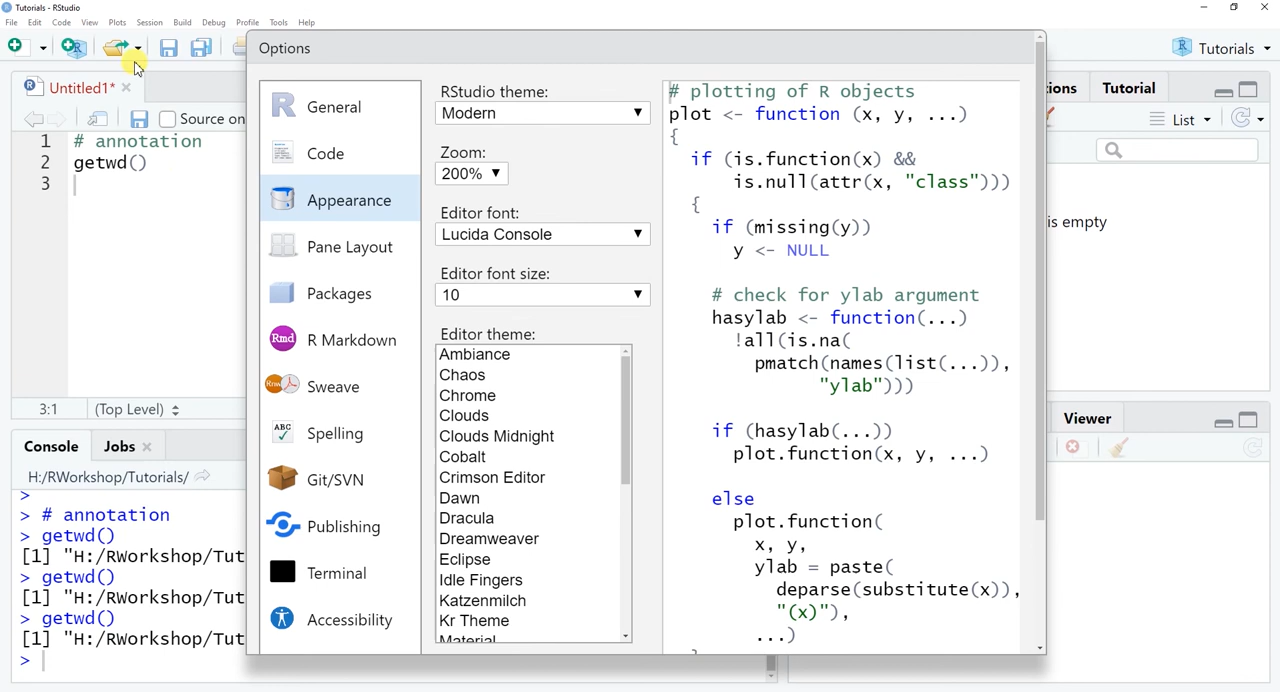 Tutorials - RStudio
File Edit Code View Plots Session Build Debug Profile Tools Help
Tutorials
Untitled1*
Source on
1 # annotation
2 getwd()
3
3:1 (Top Level)
Console Jobs
H:/RWorkshop/Tutorials/
>
> # annotation
> getwd()
[1] "H:/RWorkshop/Tut
> getwd()
[1] "H:/RWorkshop/Tut
> getwd()
[1] "H:/RWorkshop/Tut
>
Options
General
Code
Appearance
Pane Layout
Packages
Rmd R Markdown
Rnw Sweave
ABC Spelling
Git/SVN
Publishing
Terminal
Accessibility
RStudio theme:
Modern
Zoom:
200%
Editor font:
Lucida Console
Editor font size:
10
Editor theme:
Ambiance
Chaos
Chrome
Clouds
Clouds Midnight
Cobalt
Crimson Editor
Dawn
Dracula
Dreamweaver
Eclipse
Idle Fingers
Katzenmilch
Kr Theme
Material
# plotting of R objects
plot <- function (x, y, ...)
{
if (is.function(x) &&
is.null(attr(x, "class")))
{
if (missing(y))
y <- NULL
# check for ylab argument
hasylab <- function(...)
!all(is.na(
pmatch(names(list(...)),
"ylab")))
if (hasylab(...))
plot.function(x, y, ...)
else
plot.function(
x, y,
ylab = paste(
deparse(substitute(x)),
"(x)"),
...)
ions Tutorial
List
is empty
Viewer